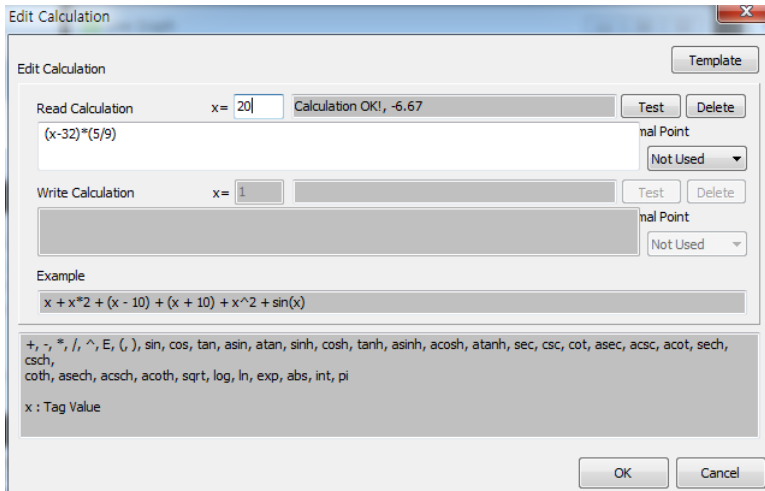 Edit Calculation
Template
Edit Calculation
Read Calculation x= 20 Calculation OK!, -6.67 Test Delete
(x-32)*(5/9)
mal Point
Not Used
Write Calculation x= 1 Test Delete
mal Point
Not Used
Example
x + x*2 + (x - 10) + (x + 10) + x^2 + sin(x)
+, -, *, /, ^, E, (, ), sin, cos, tan, asin, atan, sinh, cosh, tanh, asinh, acosh, atanh, sec, csc, cot, asec, acsc, acot, sech,
csch,
coth, asech, acsch, acoth, sqrt, log, ln, exp, abs, int, pi
x : Tag Value
OK Cancel